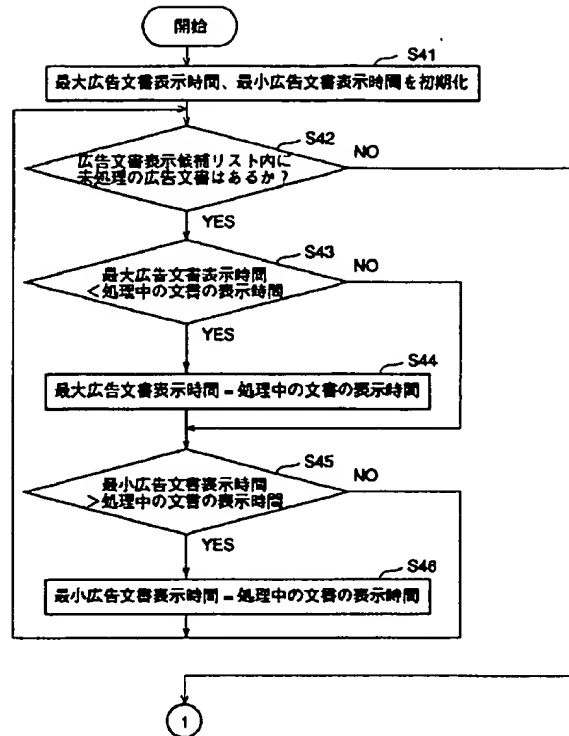 開始
S41
最大広告文書表示時間、最小広告文書表示時間を初期化
S42
広告文書表示候補リスト内に
未処理の広告文書はあるか?
NO
YES
S43
最大広告文書表示時間
<処理中の文書の表示時間
NO
YES
S44
最大広告文書表示時間=処理中の文書の表示時間
S45
最小広告文書表示時間
>処理中の文書の表示時間
NO
YES
S46
最小広告文書表示時間=処理中の文書の表示時間
1